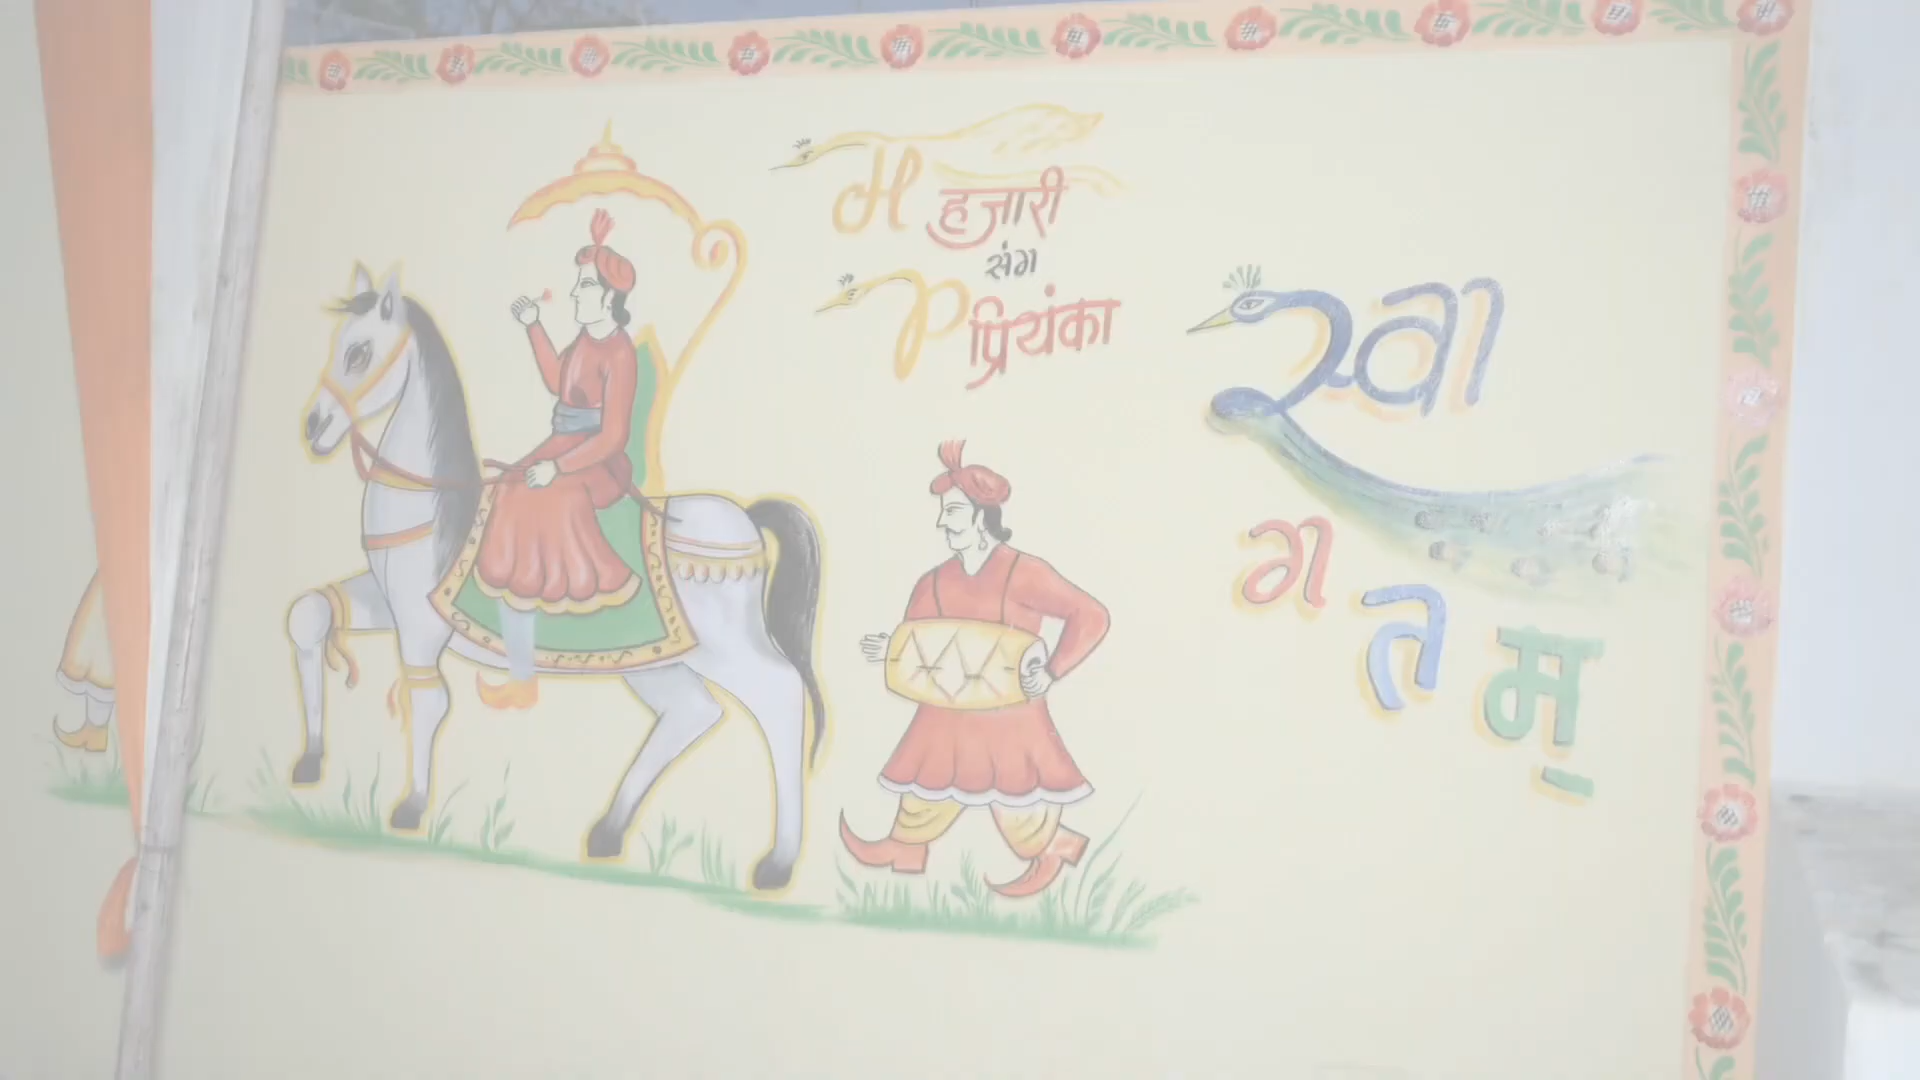 H हजारी
संग
P प्रियंका
स्वा
ग
त
म्